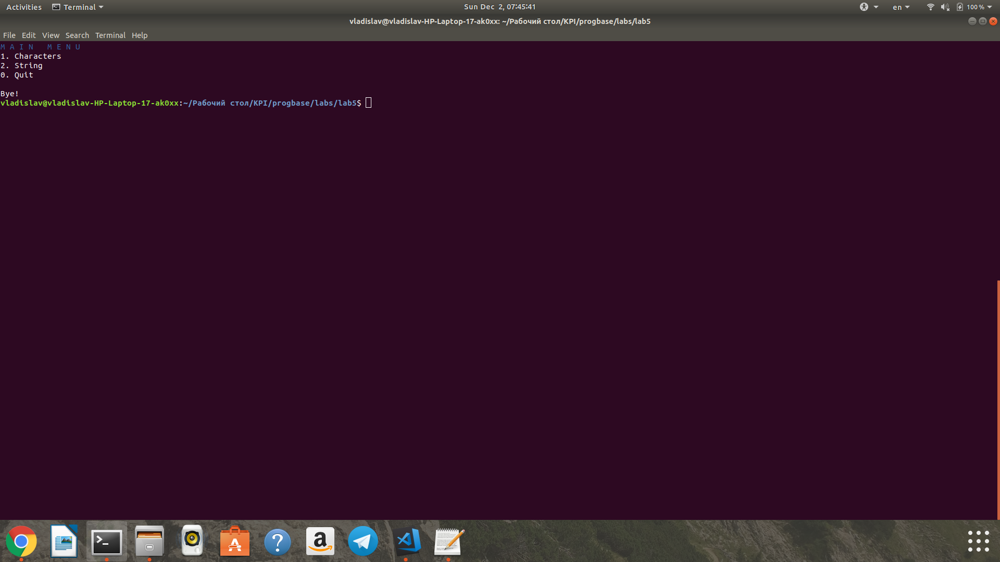 Activities Terminal Sun Dec 2, 07:45:41 en 100 %
vladislav@vladislav-HP-Laptop-17-ak0xx: ~/Рабочий стол/KPI/progbase/labs/lab5
File Edit View Search Terminal Help
M A I N   M E N U
1. Characters
2. String
0. Quit
Bye!
vladislav@vladislav-HP-Laptop-17-ak0xx:~/Рабочий стол/KPI/progbase/labs/lab5$